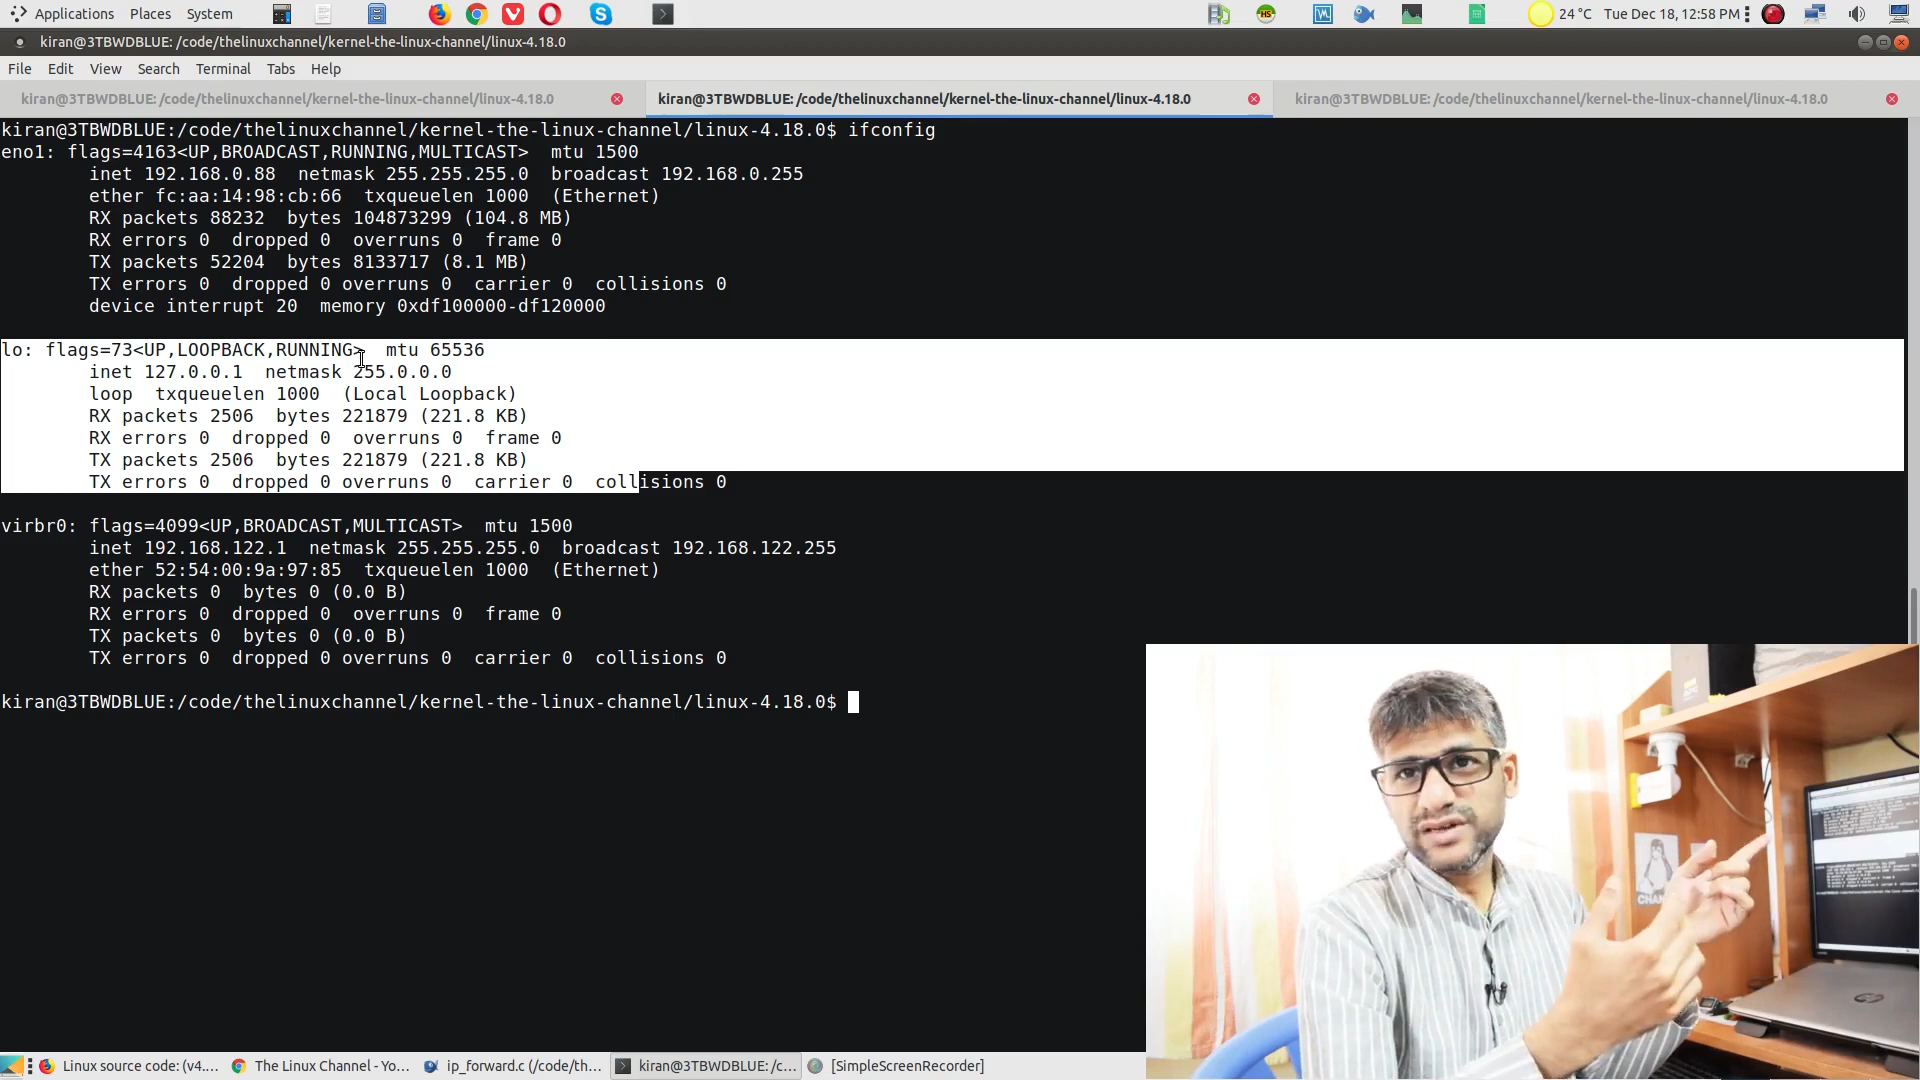 Applications Places System 24 °C Tue Dec 18, 12:58 PM
kiran@3TBWDBLUE: /code/thelinuxchannel/kernel-the-linux-channel/linux-4.18.0
File Edit View Search Terminal Tabs Help
kiran@3TBWDBLUE: /code/thelinuxchannel/kernel-the-linux-channel/linux-4.18.0 kiran@3TBWDBLUE: /code/thelinuxchannel/kernel-the-linux-channel/linux-4.18.0 kiran@3TBWDBLUE: /code/thelinuxchannel/kernel-the-linux-channel/linux-4.18.0
kiran@3TBWDBLUE:/code/thelinuxchannel/kernel-the-linux-channel/linux-4.18.0$ ifconfig
eno1: flags=4163<UP,BROADCAST,RUNNING,MULTICAST>  mtu 1500
inet 192.168.0.88  netmask 255.255.255.0  broadcast 192.168.0.255
ether fc:aa:14:98:cb:66  txqueuelen 1000  (Ethernet)
RX packets 88232  bytes 104873299 (104.8 MB)
RX errors 0  dropped 0  overruns 0  frame 0
TX packets 52204  bytes 8133717 (8.1 MB)
TX errors 0  dropped 0 overruns 0  carrier 0  collisions 0
device interrupt 20  memory 0xdf100000-df120000
lo: flags=73<UP,LOOPBACK,RUNNING>  mtu 65536
inet 127.0.0.1  netmask 255.0.0.0
loop  txqueuelen 1000  (Local Loopback)
RX packets 2506  bytes 221879 (221.8 KB)
RX errors 0  dropped 0  overruns 0  frame 0
TX packets 2506  bytes 221879 (221.8 KB)
TX errors 0  dropped 0 overruns 0  carrier 0  collisions 0
virbr0: flags=4099<UP,BROADCAST,MULTICAST>  mtu 1500
inet 192.168.122.1  netmask 255.255.255.0  broadcast 192.168.122.255
ether 52:54:00:9a:97:85  txqueuelen 1000  (Ethernet)
RX packets 0  bytes 0 (0.0 B)
RX errors 0  dropped 0  overruns 0  frame 0
TX packets 0  bytes 0 (0.0 B)
TX errors 0  dropped 0 overruns 0  carrier 0  collisions 0
kiran@3TBWDBLUE:/code/thelinuxchannel/kernel-the-linux-channel/linux-4.18.0$
Linux source code: (v4.... The Linux Channel - Yo... ip_forward.c (/code/th... kiran@3TBWDBLUE: /c... [SimpleScreenRecorder]